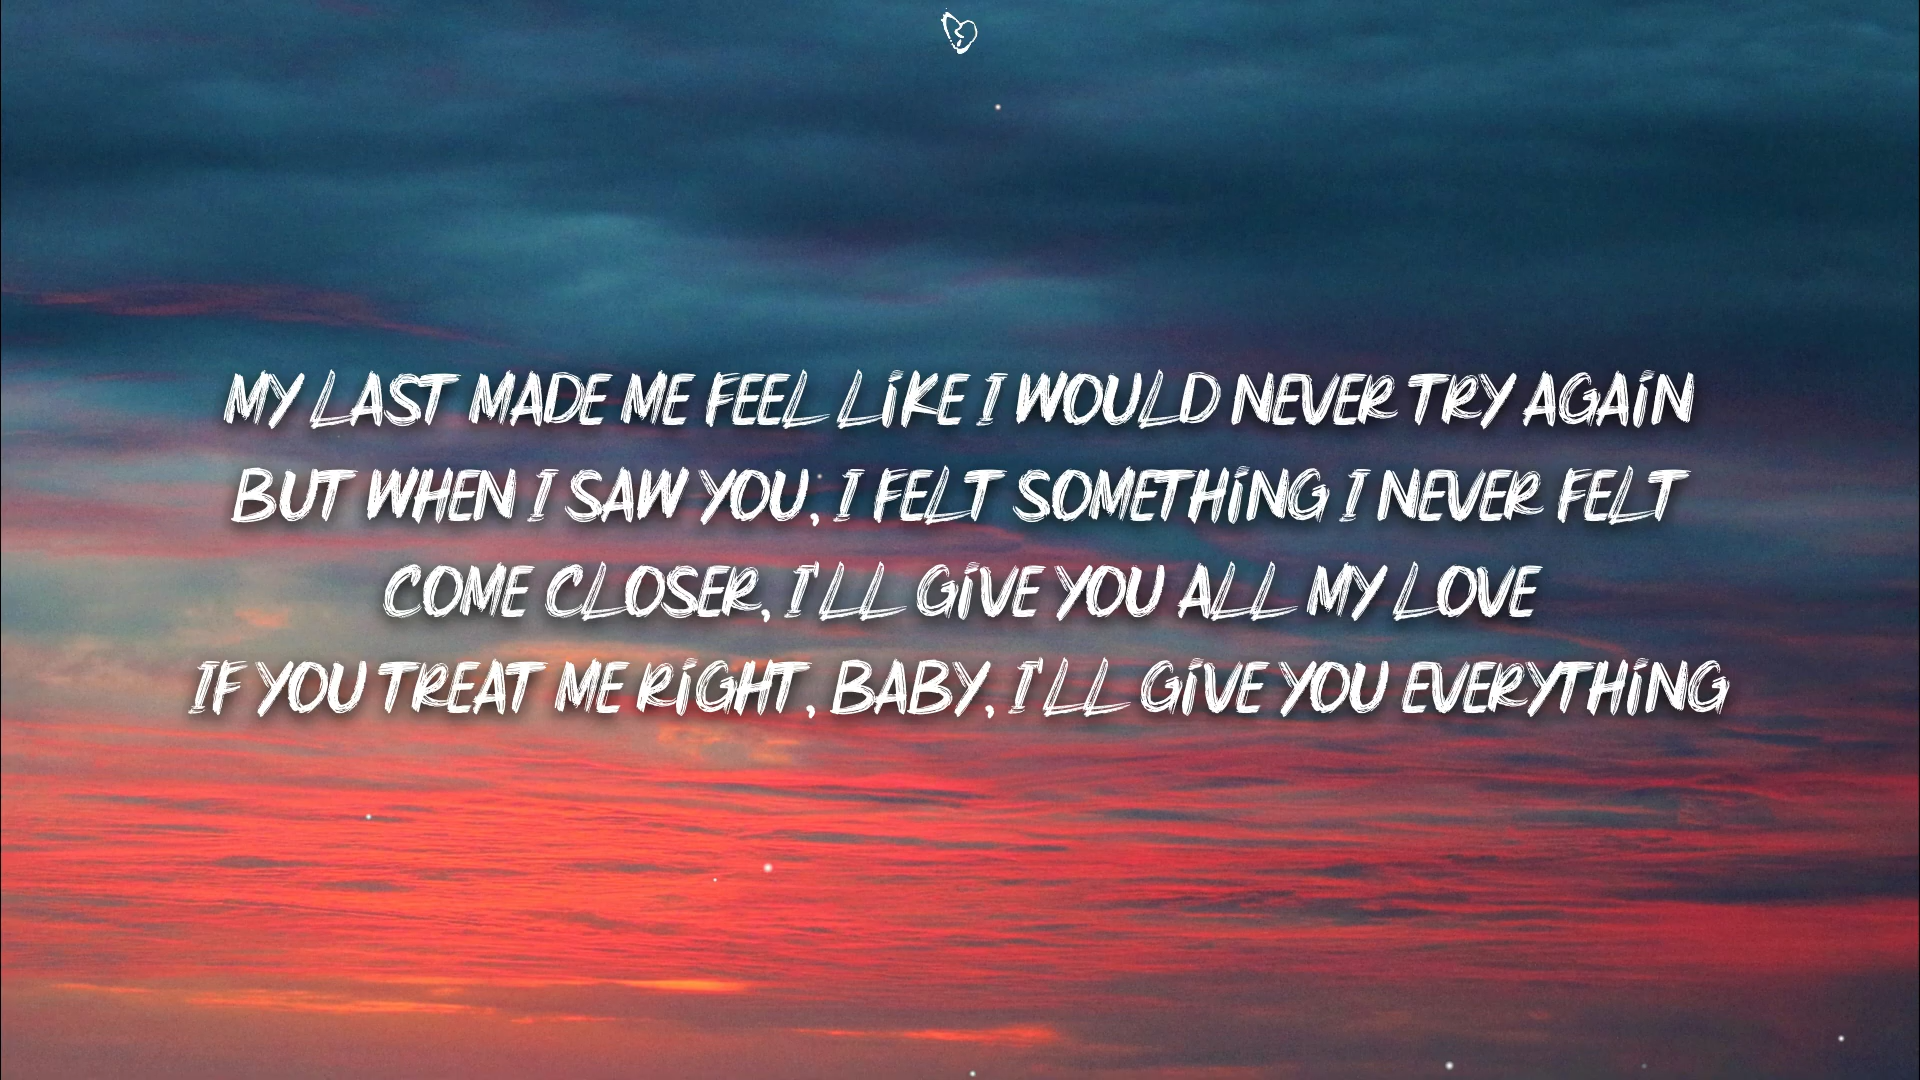 MY LAST MADE ME FEEL LIKE I WOULD NEVER TRY AGAIN
BUT WHEN I SAW YOU, I FELT SOMETHING I NEVER FELT
COME CLOSER, I'LL GIVE YOU ALL MY LOVE
IF YOU TREAT ME RIGHT, BABY, I'LL GIVE YOU EVERYTHING